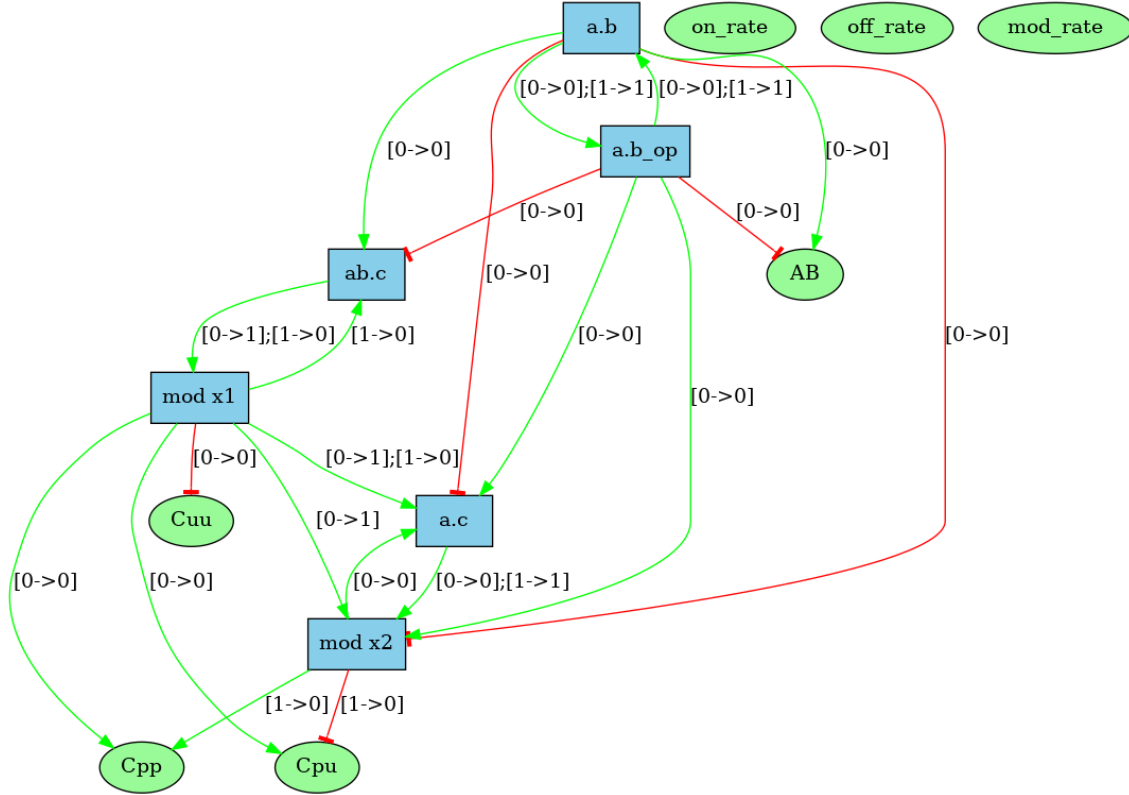 a.b
on_rate
off_rate
mod_rate
[0->0];[1->1]
[0->0];[1->1]
[0->0]
a.b_op
[0->0]
[0->0]
[0->0]
ab.c
[0->0]
AB
[0->1];[1->0]
[1->0]
[0->0]
[0->0]
mod x1
[0->0]
[0->0]
[0->1];[1->0]
Cuu
[0->1]
a.c
[0->0]
[0->0]
[0->0]
[0->0];[1->1]
mod x2
[1->0]
[1->0]
Cpp
Cpu